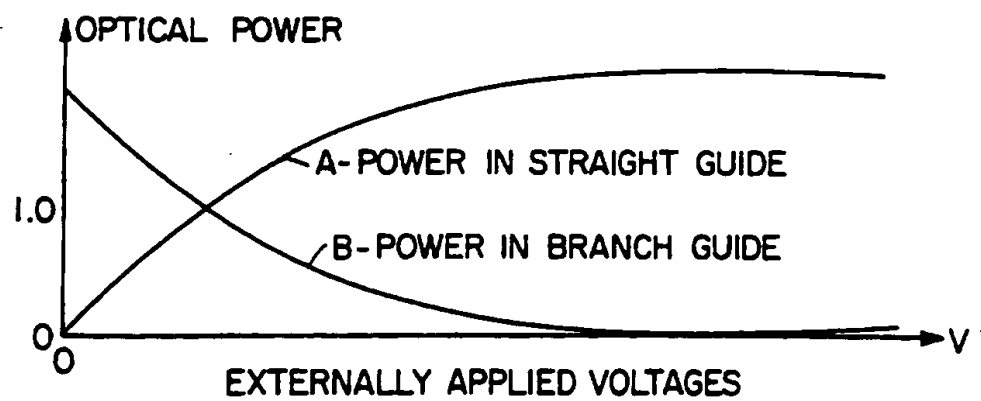 OPTICAL POWER
A-POWER IN STRAIGHT GUIDE
1.0
B-POWER IN BRANCH GUIDE
0
V
0
EXTERNALLY APPLIED VOLTAGES